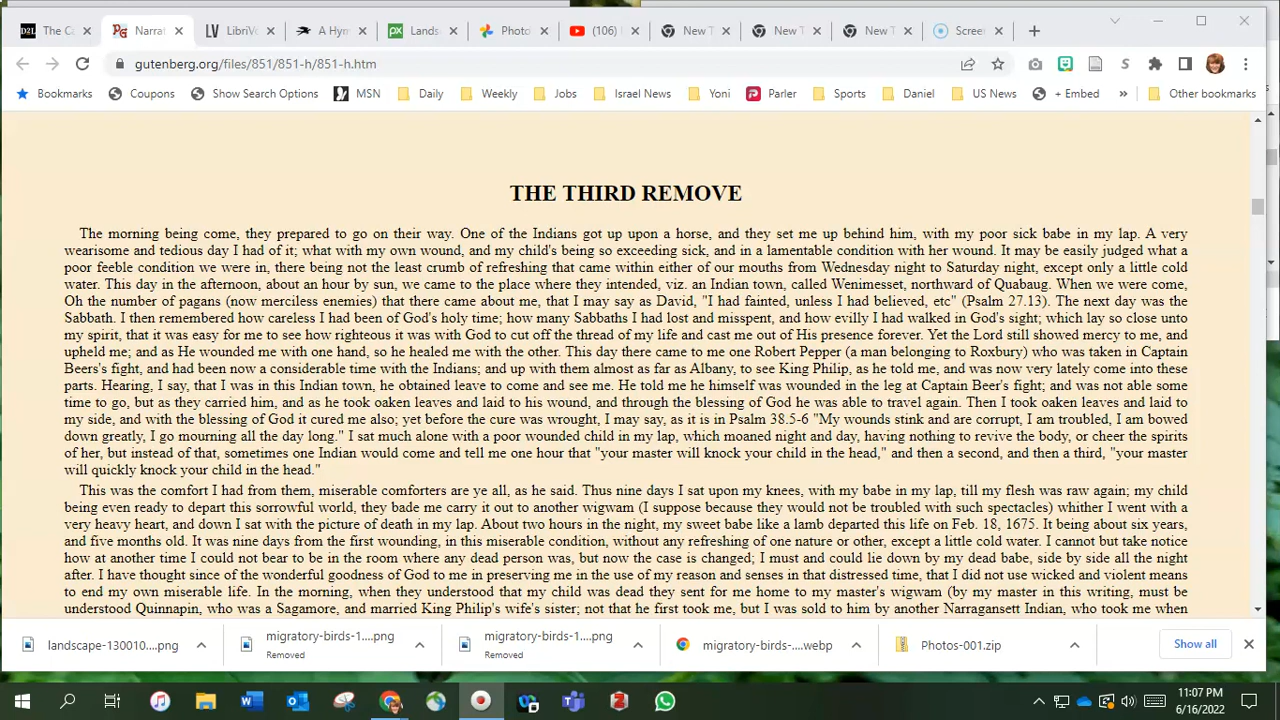 The C
Narrat
LibriV
A Hym
Lands
Photo
(106)
New T
New T
New T
Screen
gutenberg.org/files/851/851-h/851-h.htm
Bookmarks
Coupons
Show Search Options
MSN
Daily
Weekly
Jobs
Israel News
Yoni
Parler
Sports
Daniel
US News
+ Embed
»
Other bookmarks
THE THIRD REMOVE
The morning being come, they prepared to go on their way. One of the Indians got up upon a horse, and they set me up behind him, with my poor sick babe in my lap. A very
wearisome and tedious day I had of it; what with my own wound, and my child's being so exceeding sick, and in a lamentable condition with her wound. It may be easily judged what a
poor feeble condition we were in, there being not the least crumb of refreshing that came within either of our mouths from Wednesday night to Saturday night, except only a little cold
water. This day in the afternoon, about an hour by sun, we came to the place where they intended, viz. an Indian town, called Wenimesset, northward of Quabaug. When we were come,
Oh the number of pagans (now merciless enemies) that there came about me, that I may say as David, "I had fainted, unless I had believed, etc" (Psalm 27.13). The next day was the
Sabbath. I then remembered how careless I had been of God's holy time; how many Sabbaths I had lost and misspent, and how evilly I had walked in God's sight; which lay so close unto
my spirit, that it was easy for me to see how righteous it was with God to cut off the thread of my life and cast me out of His presence forever. Yet the Lord still showed mercy to me, and
upheld me; and as He wounded me with one hand, so he healed me with the other. This day there came to me one Robert Pepper (a man belonging to Roxbury) who was taken in Captain
Beers's fight, and had been now a considerable time with the Indians; and up with them almost as far as Albany, to see King Philip, as he told me, and was now very lately come into these
parts. Hearing, I say, that I was in this Indian town, he obtained leave to come and see me. He told me he himself was wounded in the leg at Captain Beer's fight; and was not able some
time to go, but as they carried him, and as he took oaken leaves and laid to his wound, and through the blessing of God he was able to travel again. Then I took oaken leaves and laid to
my side, and with the blessing of God it cured me also; yet before the cure was wrought, I may say, as it is in Psalm 38.5-6 "My wounds stink and are corrupt, I am troubled, I am bowed
down greatly, I go mourning all the day long." I sat much alone with a poor wounded child in my lap, which moaned night and day, having nothing to revive the body, or cheer the spirits
of her, but instead of that, sometimes one Indian would come and tell me one hour that "your master will knock your child in the head," and then a second, and then a third, "your master
will quickly knock your child in the head."
This was the comfort I had from them, miserable comforters are ye all, as he said. Thus nine days I sat upon my knees, with my babe in my lap, till my flesh was raw again; my child
being even ready to depart this sorrowful world, they bade me carry it out to another wigwam (I suppose because they would not be troubled with such spectacles) whither I went with a
very heavy heart, and down I sat with the picture of death in my lap. About two hours in the night, my sweet babe like a lamb departed this life on Feb. 18, 1675. It being about six years,
and five months old. It was nine days from the first wounding, in this miserable condition, without any refreshing of one nature or other, except a little cold water. I cannot but take notice
how at another time I could not bear to be in the room where any dead person was, but now the case is changed; I must and could lie down by my dead babe, side by side all the night
after. I have thought since of the wonderful goodness of God to me in preserving me in the use of my reason and senses in that distressed time, that I did not use wicked and violent means
to end my own miserable life. In the morning, when they understood that my child was dead they sent for me home to my master's wigwam (by my master in this writing, must be
understood Quinnapin, who was a Sagamore, and married King Philip's wife's sister; not that he first took me, but I was sold to him by another Narragansett Indian, who took me when
landscape-130010....png
migratory-birds-1....png
Removed
migratory-birds-1....png
Removed
migratory-birds-....webp
Photos-001.zip
Show all
11:07 PM
6/16/2022